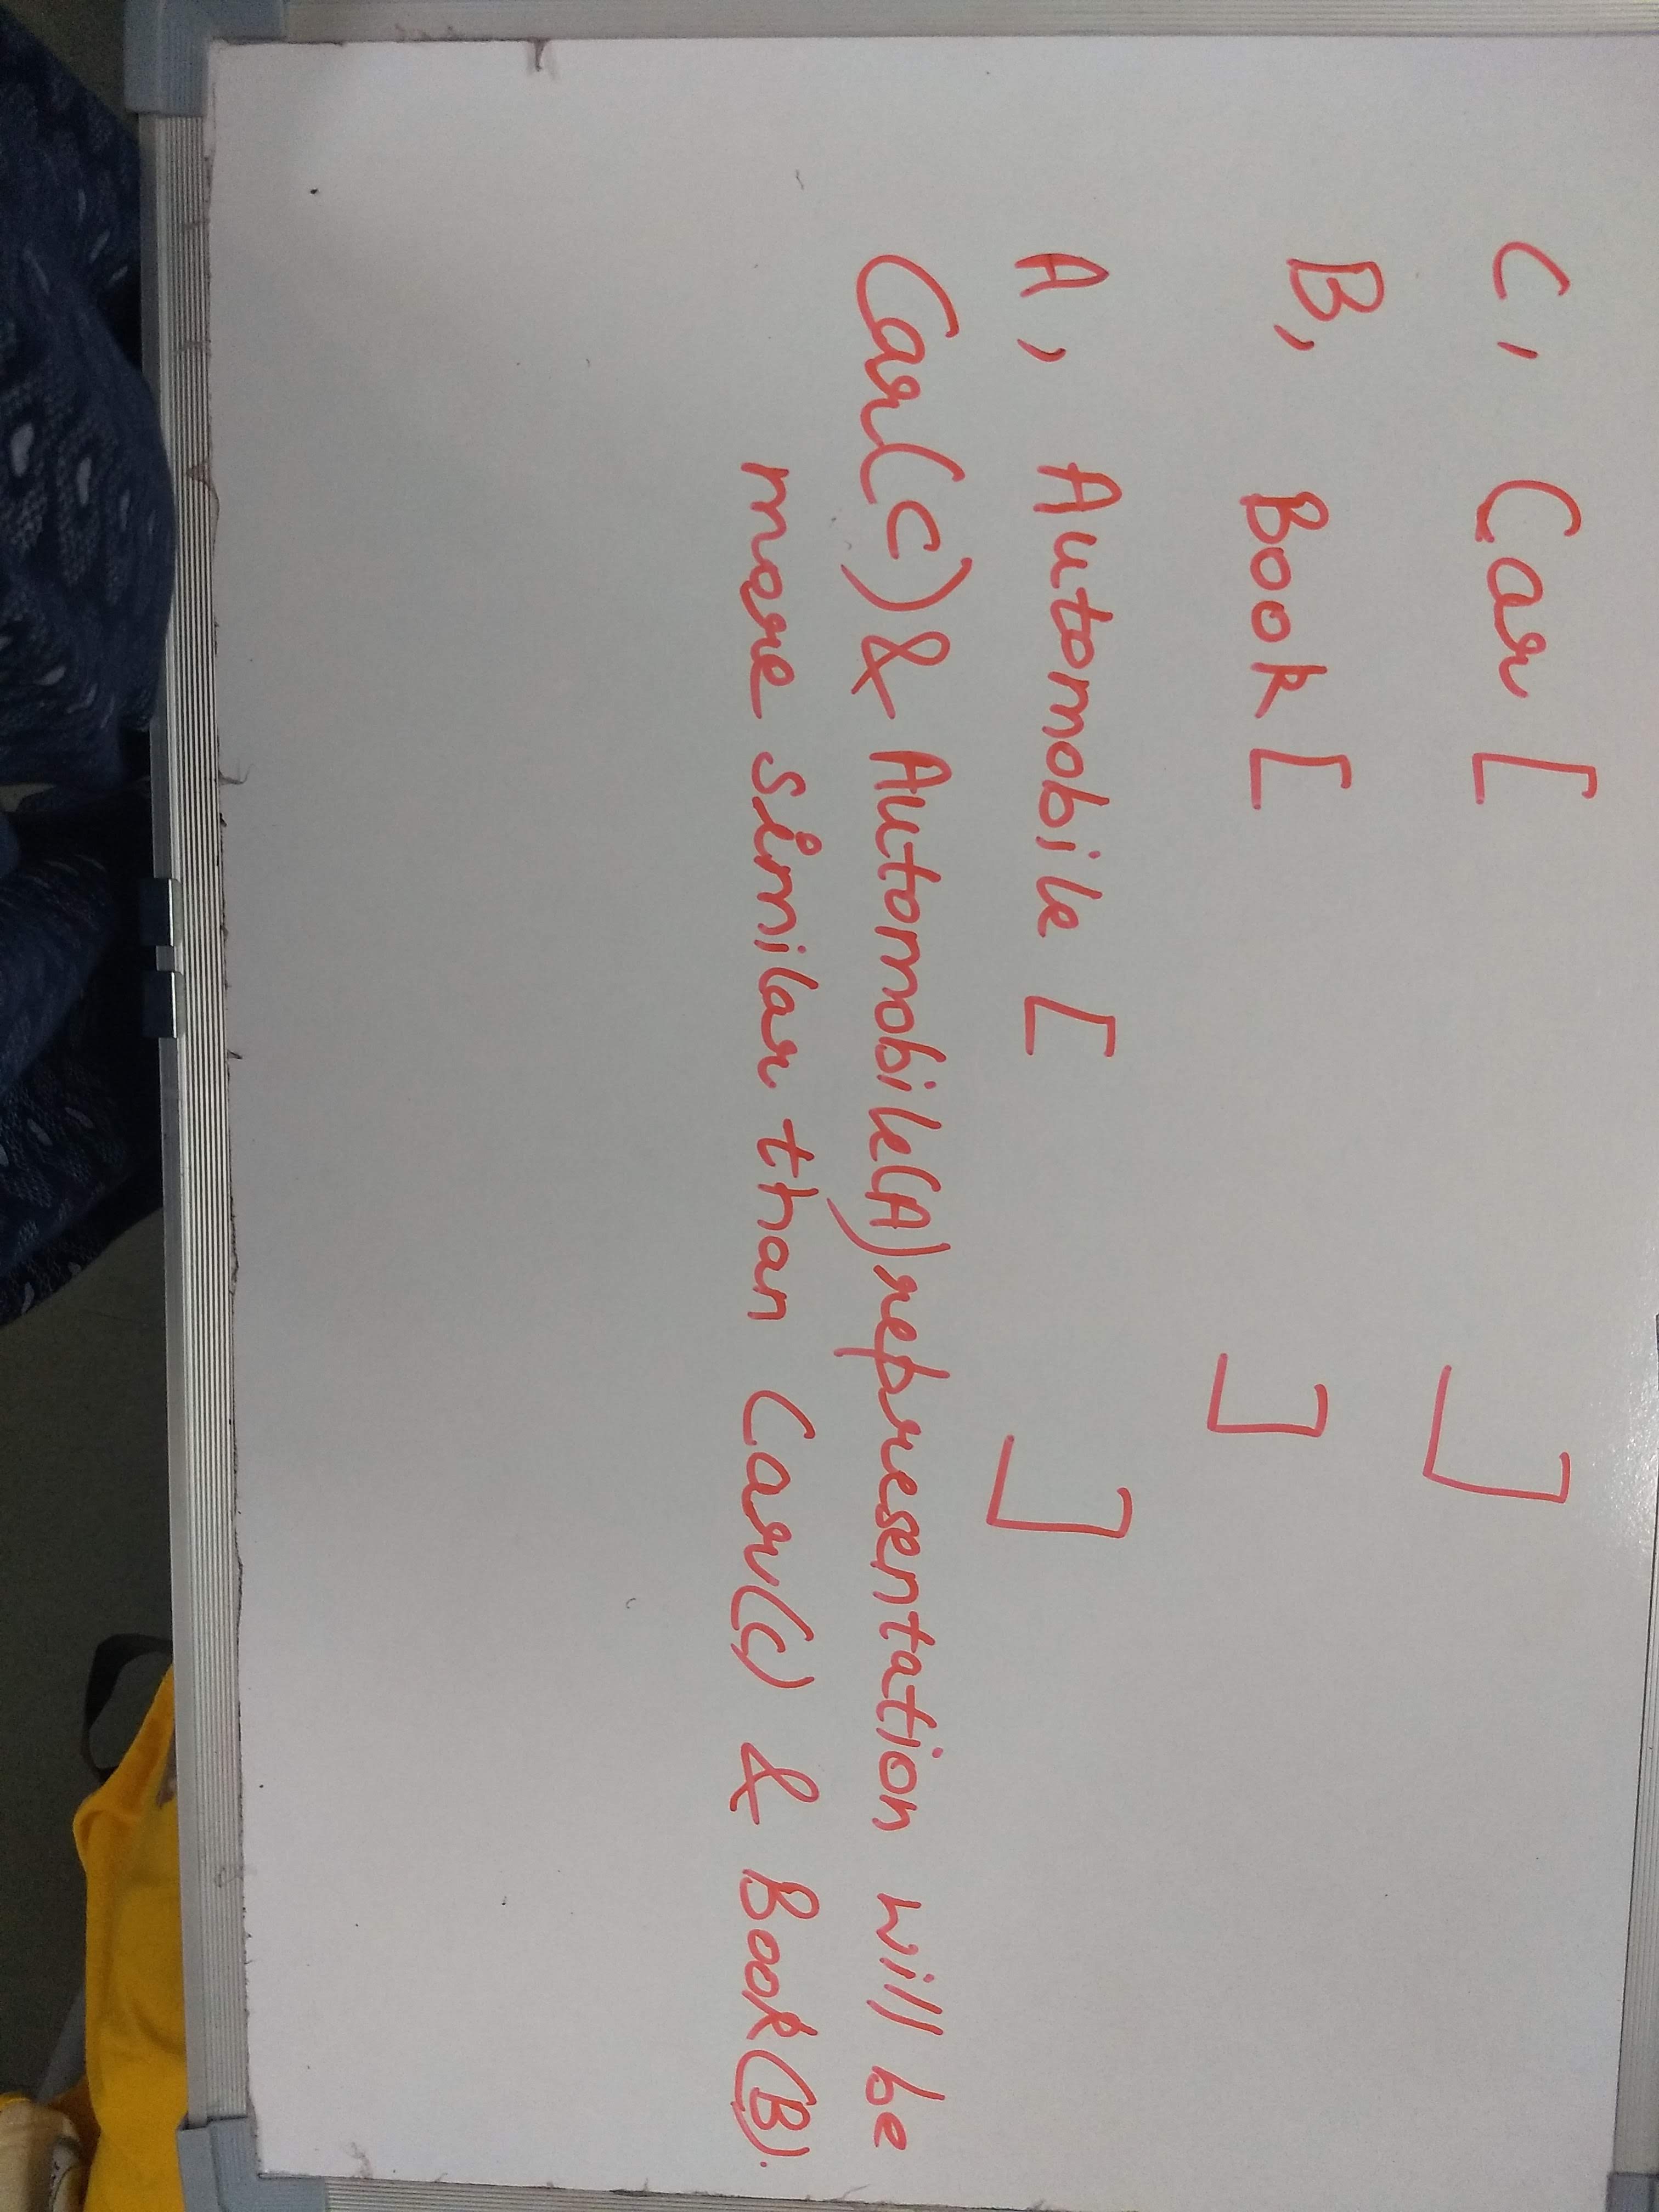 C, Car [ ]
B, Book [ ]
A, Automobile [ ]
Car(C) & Automobile(A) representation will be
more similar than Car(C) & Book(B).